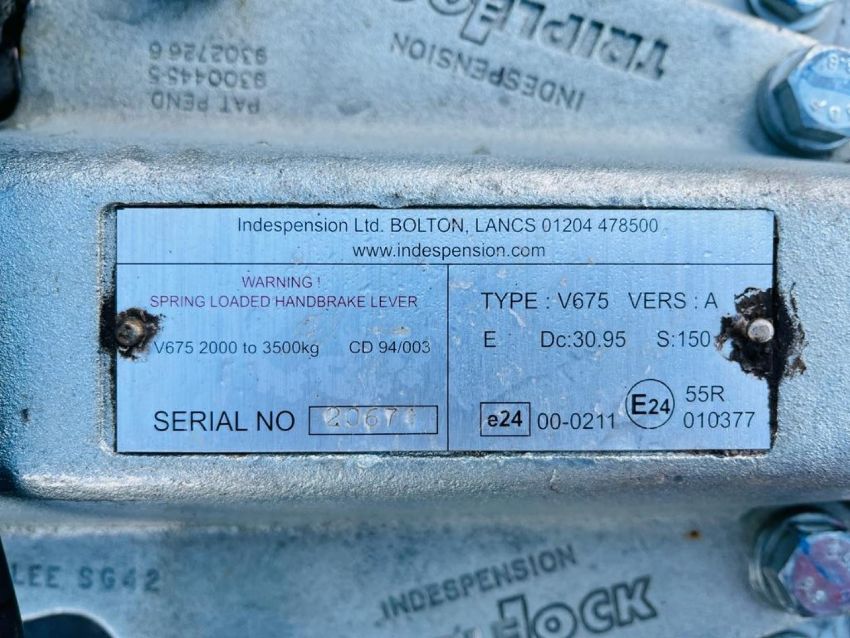 TRIPLELOCK
INDESPENSION
PAT PEND
9300445·5
9302726 6
Indespension Ltd. BOLTON, LANCS 01204 478500
www.indespension.com
WARNING !
SPRING LOADED HANDBRAKE LEVER
V675 2000 to 3500kg CD 94/003
SERIAL NO 20671
TYPE : V675 VERS : A
E Dc:30.95 S:150
e24 00-0211 E24 55R
010377
LEE SG42
INDESPENSION